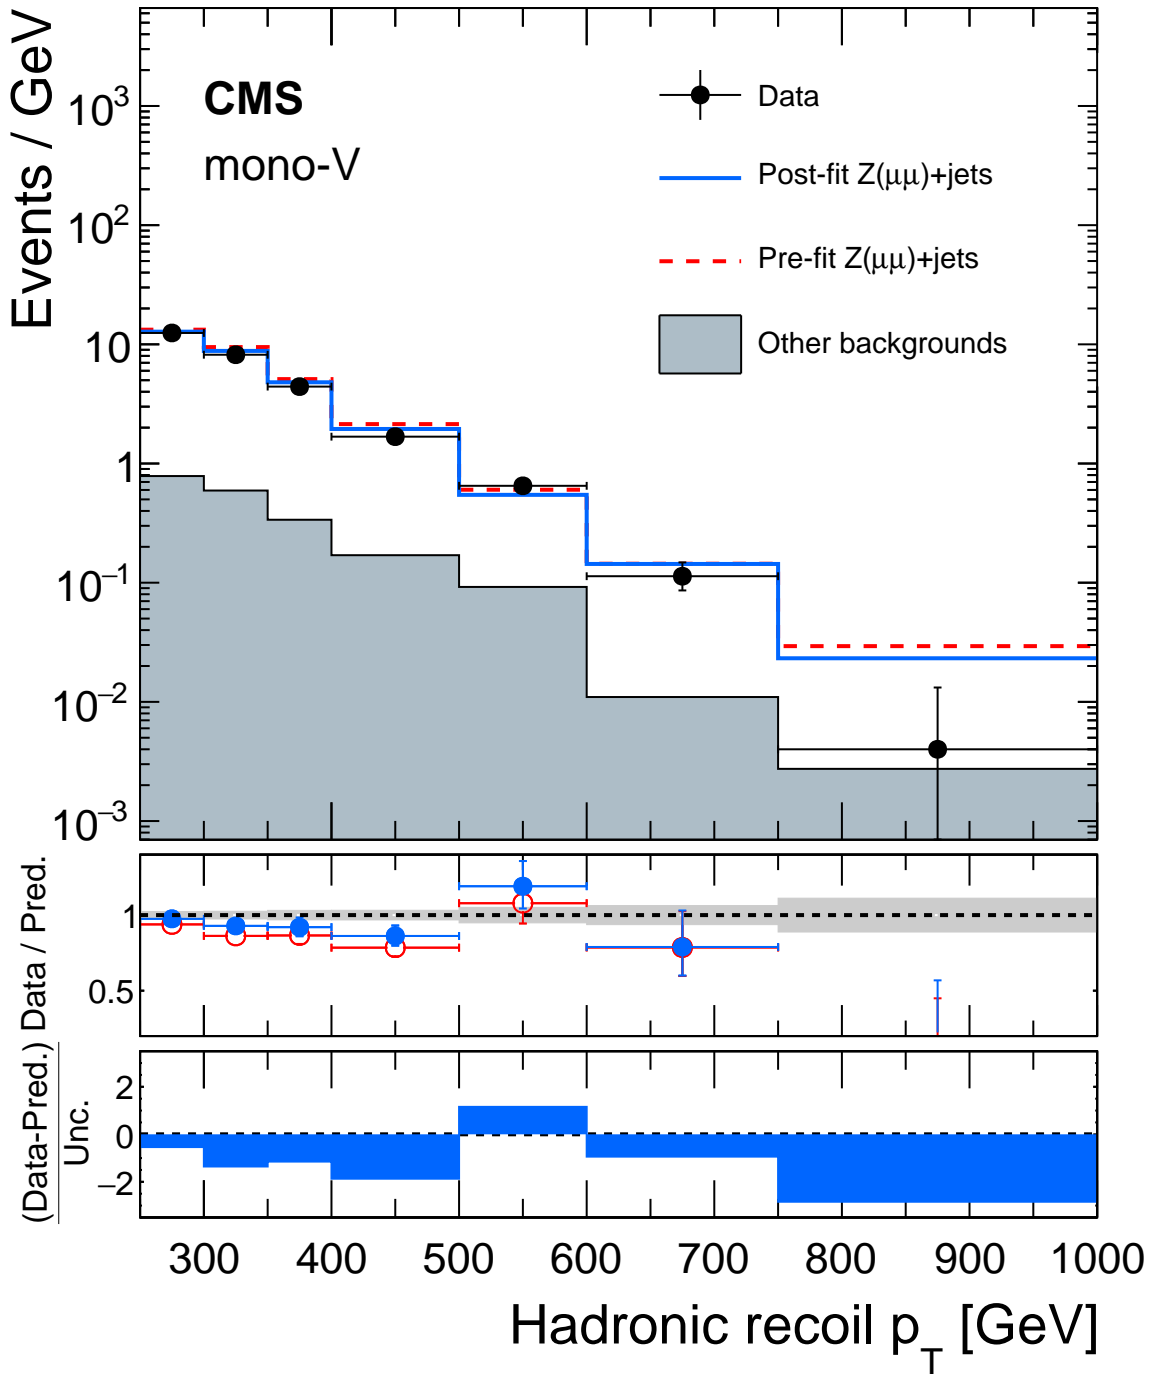 Events / GeV
CMS
mono-V
Data
Post-fit Z(μμ)+jets
Pre-fit Z(μμ)+jets
Other backgrounds
10³
10²
10
1
10⁻¹
10⁻²
10⁻³
Data / Pred.
1
0.5
(Data-Pred.)
Unc.
2
0
−2
300 400 500 600 700 800 900 1000
Hadronic recoil p_T [GeV]